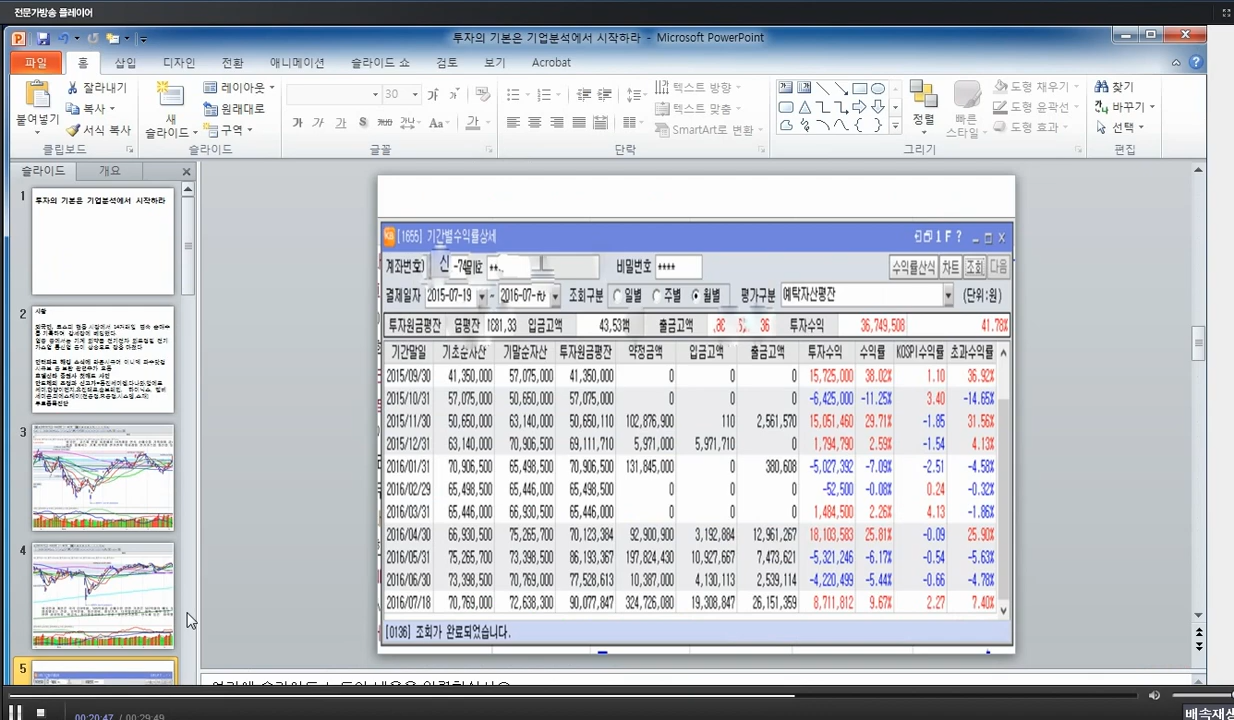 전문가방송 플레이어
투자의 기본은 기업분석에서 시작하라 - Microsoft PowerPoint
파일 홈 삽입 디자인 전환 애니메이션 슬라이드 쇼 검토 보기 Acrobat
붙여넣기 잘라내기 복사 서식 복사
새 슬라이드 레이아웃 원래대로 구역
30
텍스트 방향 텍스트 맞춤 SmartArt로 변환
정렬 빠른 스타일 도형 채우기 도형 윤곽선 도형 효과
찾기 바꾸기 선택
클립보드 슬라이드 글꼴 단락 그리기 편집
슬라이드 개요
1
투자의 기본은 기업분석에서 시작하라
2
3
4
5
[1655] 기간별수익률상세
계좌번호 비밀번호 **** 수익률산식 차트 조회 다음
결제일자 2015-07-19 ~ 조회구분 일별 주별 월별 평가구분 예탁자산평가 (단위:원)
투자원금평잔 입금고액 출금고액 투자수익 36,749,508 41.78%
기간말일 기초순자산 기말순자산 투자원금평잔 약정금액 입금고액 출금고액 투자수익 수익률 KOSPI수익률 초과수익률
2015/09/30 41,350,000 57,075,000 41,350,000 0 0 0 15,725,000 38.02% 1.10 36.92%
2015/10/31 57,075,000 50,650,000 57,075,000 0 0 0 -6,425,000 -11.25% 3.40 -14.65%
2015/11/30 50,650,000 63,140,000 50,650,110 102,876,900 110 2,561,570 15,051,460 29.71% -1.85 31.56%
2015/12/31 63,140,000 70,906,500 69,111,710 5,971,000 5,971,710 0 1,794,790 2.59% -1.54 4.13%
2016/01/31 70,906,500 65,498,500 70,906,500 131,845,000 0 380,608 -5,027,392 -7.09% -2.51 -4.58%
2016/02/29 65,498,500 65,446,000 65,498,500 0 0 0 -52,500 -0.08% 0.24 -0.32%
2016/03/31 65,446,000 66,930,500 65,446,000 0 0 0 1,484,500 2.26% 4.13 -1.86%
2016/04/30 66,930,500 75,265,700 70,123,384 92,900,900 3,192,884 12,961,267 18,103,583 25.81% -0.09 25.90%
2016/05/31 75,265,700 73,398,500 86,193,367 197,824,430 10,927,667 7,473,621 -5,321,246 -6.17% -0.54 -5.63%
2016/06/30 73,398,500 70,769,000 77,528,613 10,387,000 4,130,113 2,539,114 -4,220,499 -5.44% -0.66 -4.78%
2016/07/18 70,769,000 72,638,300 90,077,847 324,726,080 19,308,847 26,151,359 8,711,812 9.67% 2.27 7.40%
[0136] 조회가 완료되었습니다.
00:20:47 / 00:29:49
배속재생